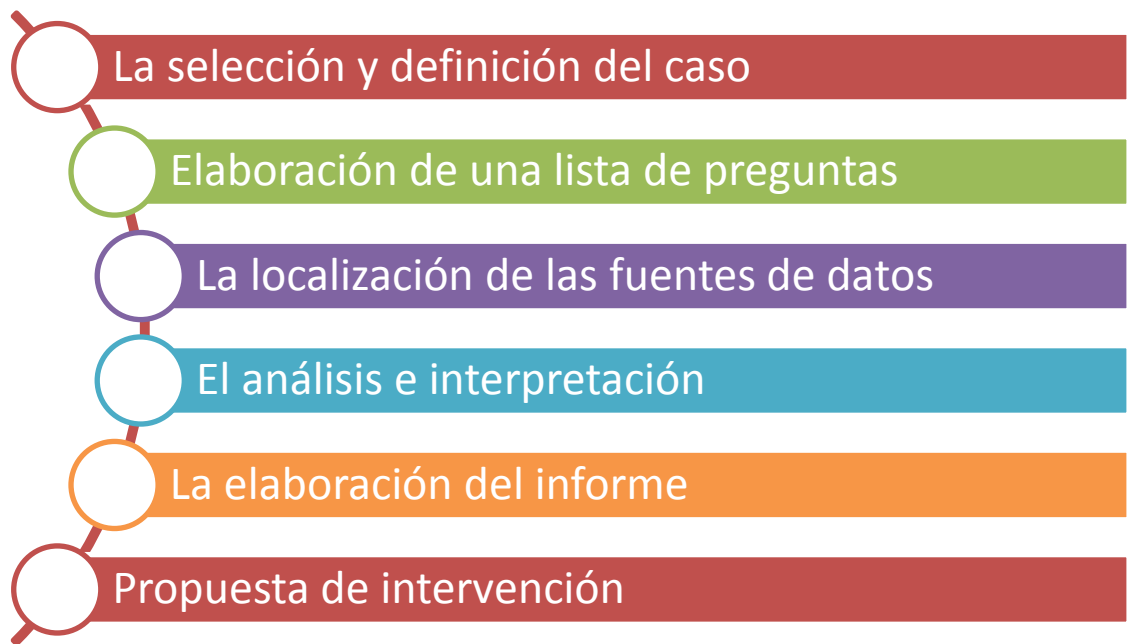 La selección y definición del caso
Elaboración de una lista de preguntas
La localización de las fuentes de datos
El análisis e interpretación
La elaboración del informe
Propuesta de intervención